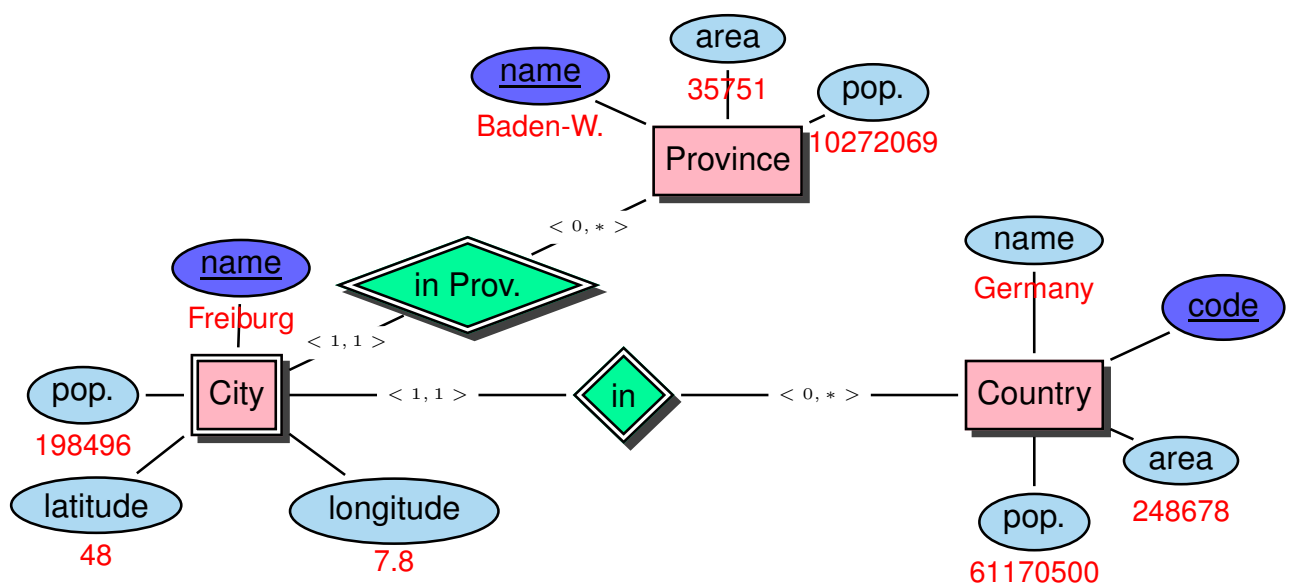 area
name
35751
pop.
Baden-W.
10272069
Province
< 0, ∗ >
name
name
in Prov.
Germany
Freiburg
code
< 1, 1 >
pop.
City
< 1, 1 >
in
< 0, ∗ >
Country
198496
area
latitude
longitude
248678
pop.
48
7.8
61170500